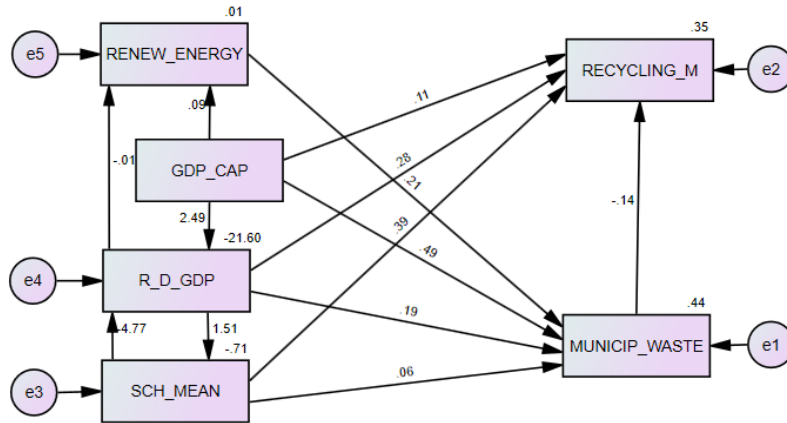 .01
e5
RENEW_ENERGY
.35
RECYCLING_M
e2
.09
.11
-.01
GDP_CAP
.28
.21
2.49
-21.60
.39
.49
-.14
e4
R_D_GDP
.19
.44
-4.77
1.51
-.71
MUNICIP_WASTE
e1
e3
SCH_MEAN
.06